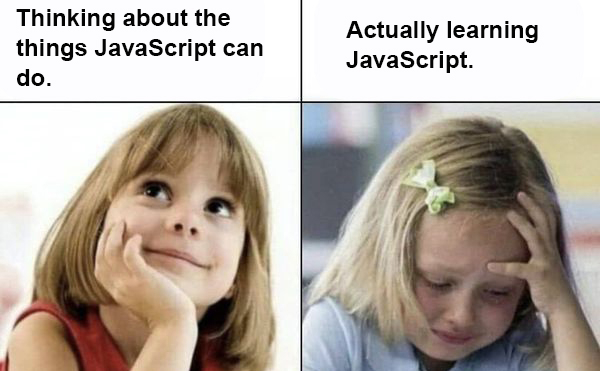 Thinking about the
things JavaScript can
do.
Actually learning
JavaScript.